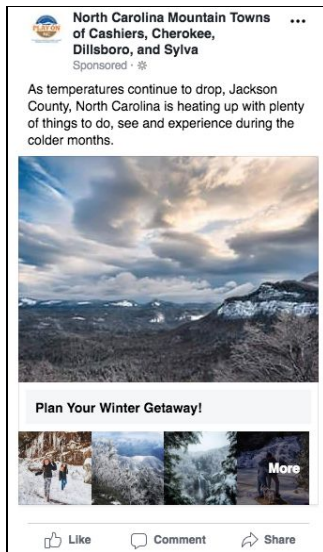 PLAY ON
North Carolina Mountain Towns
of Cashiers, Cherokee,
Dillsboro, and Sylva
Sponsored ·
As temperatures continue to drop, Jackson
County, North Carolina is heating up with plenty
of things to do, see and experience during the
colder months.
Plan Your Winter Getaway!
More
Like
Comment
Share